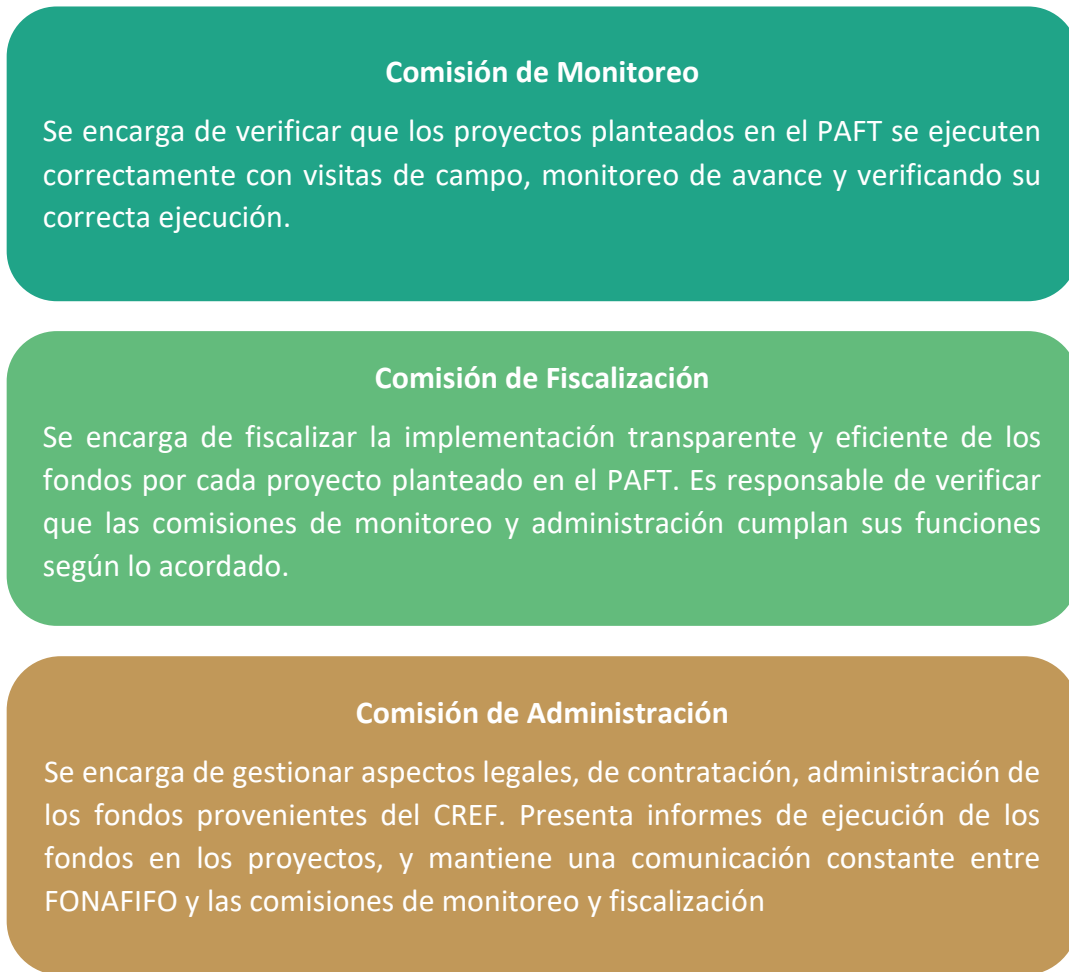 Comisión de Monitoreo
Se encarga de verificar que los proyectos planteados en el PAFT se ejecuten
correctamente con visitas de campo, monitoreo de avance y verificando su
correcta ejecución.
Comisión de Fiscalización
Se encarga de fiscalizar la implementación transparente y eficiente de los
fondos por cada proyecto planteado en el PAFT. Es responsable de verificar
que las comisiones de monitoreo y administración cumplan sus funciones
según lo acordado.
Comisión de Administración
Se encarga de gestionar aspectos legales, de contratación, administración de
los fondos provenientes del CREF. Presenta informes de ejecución de los
fondos en los proyectos, y mantiene una comunicación constante entre
FONAFIFO y las comisiones de monitoreo y fiscalización